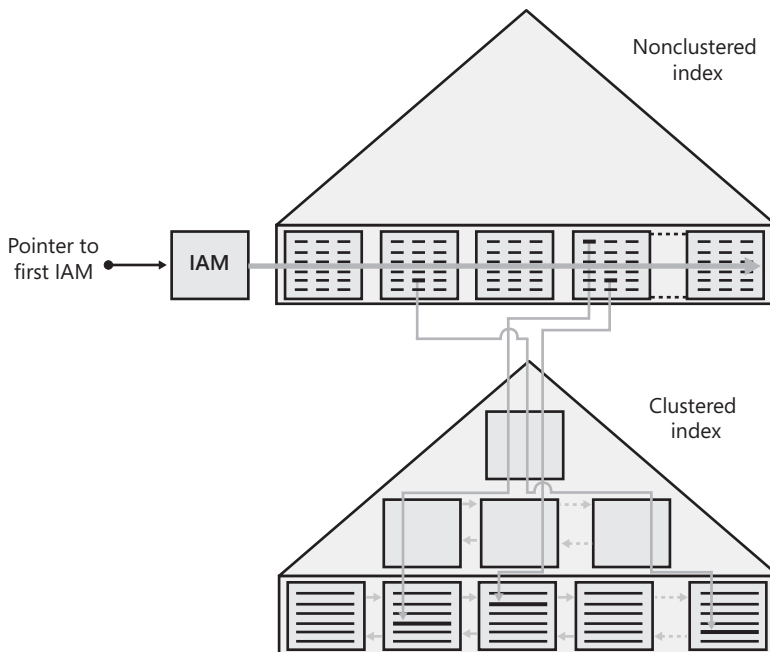 Nonclustered
index
Pointer to
first IAM
IAM
Clustered
index